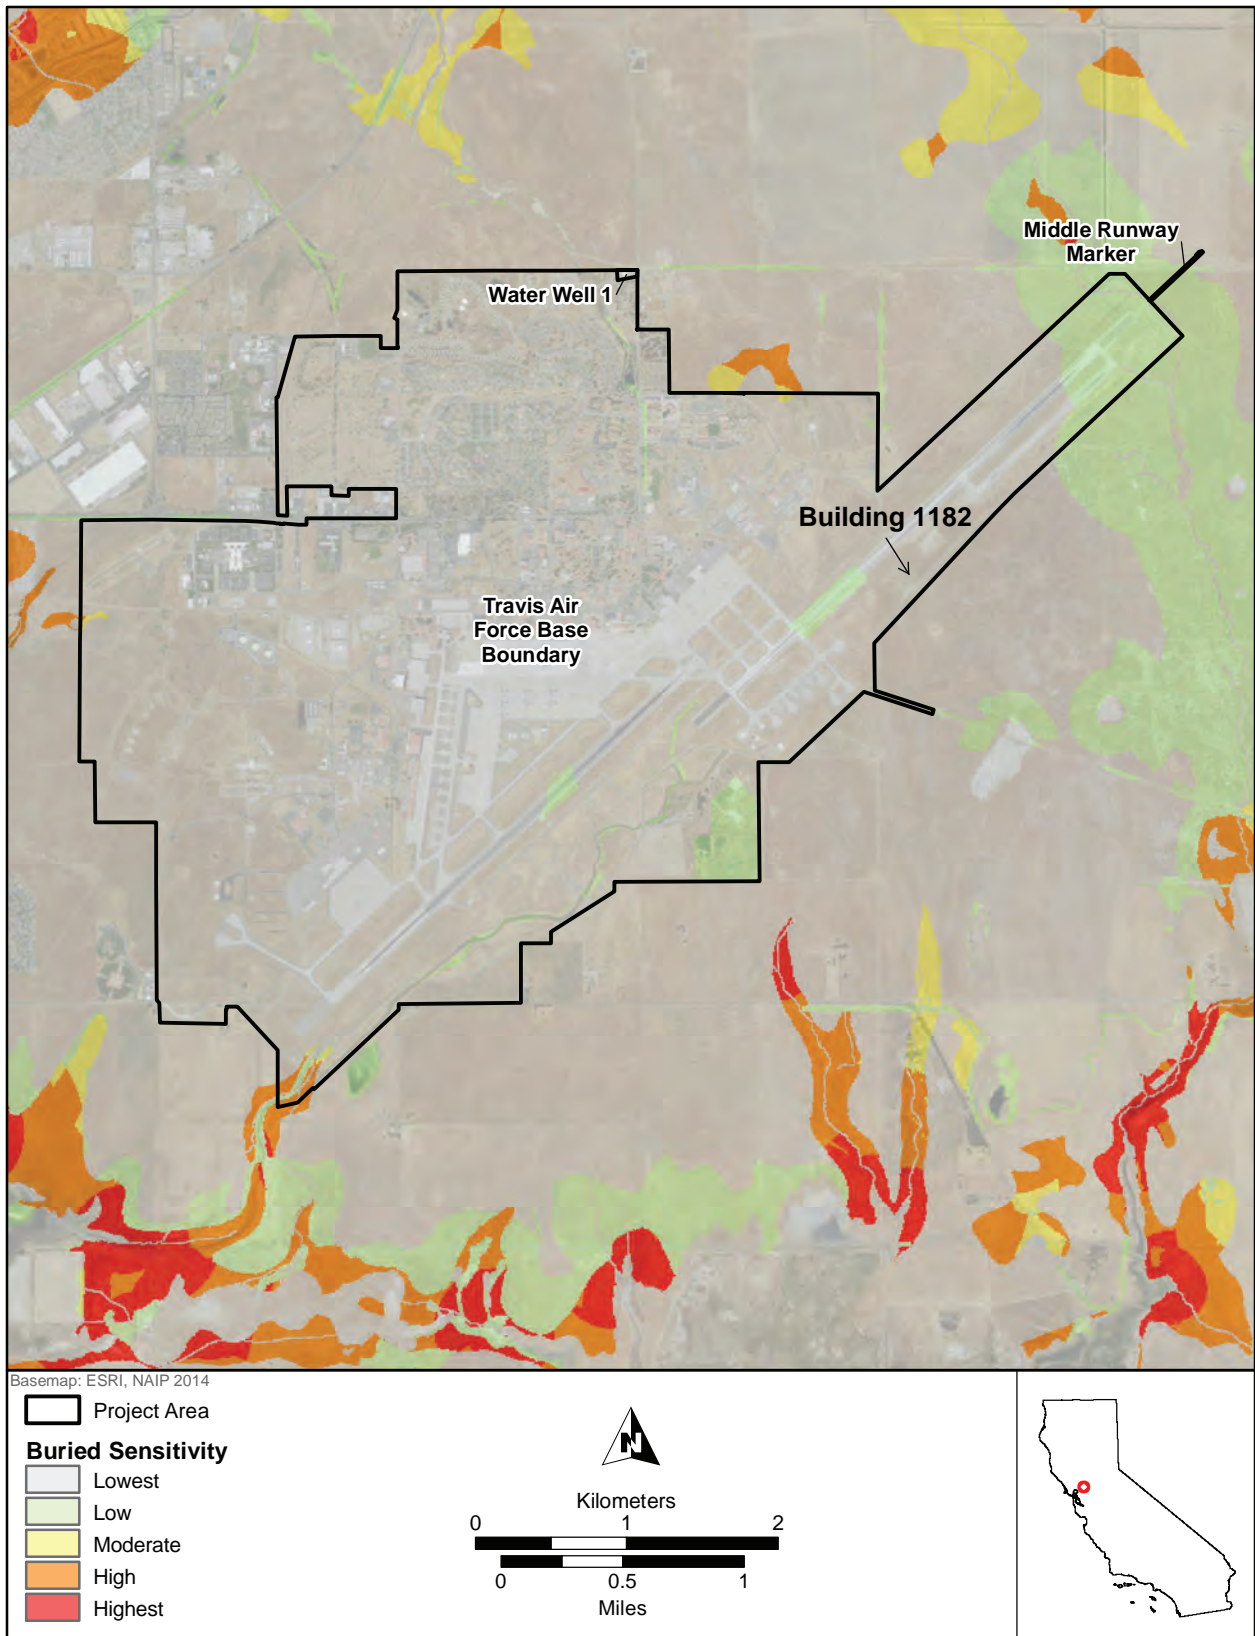 Middle Runway
Marker
Water Well 1
Building 1182
Travis Air
Force Base
Boundary
Basemap: ESRI, NAIP 2014
Project Area
Buried Sensitivity
Lowest
Low
Moderate
High
Highest
N
Kilometers
0 1 2
0 0.5 1
Miles